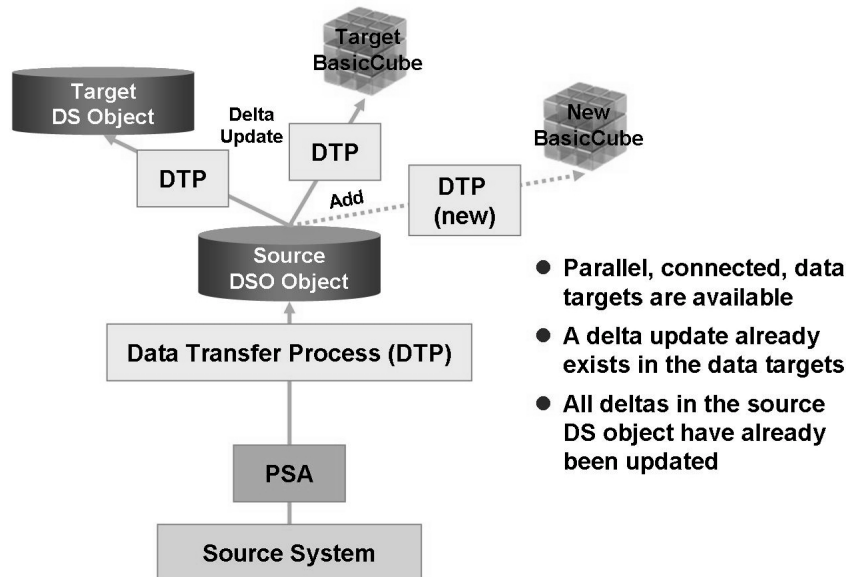 Target
BasicCube
Target
DS Object
Delta
Update
New
BasicCube
DTP
DTP
Add
DTP
(new)
Source
DSO Object
● Parallel, connected, data
targets are available
● A delta update already
exists in the data targets
● All deltas in the source
DS object have already
been updated
Data Transfer Process (DTP)
PSA
Source System